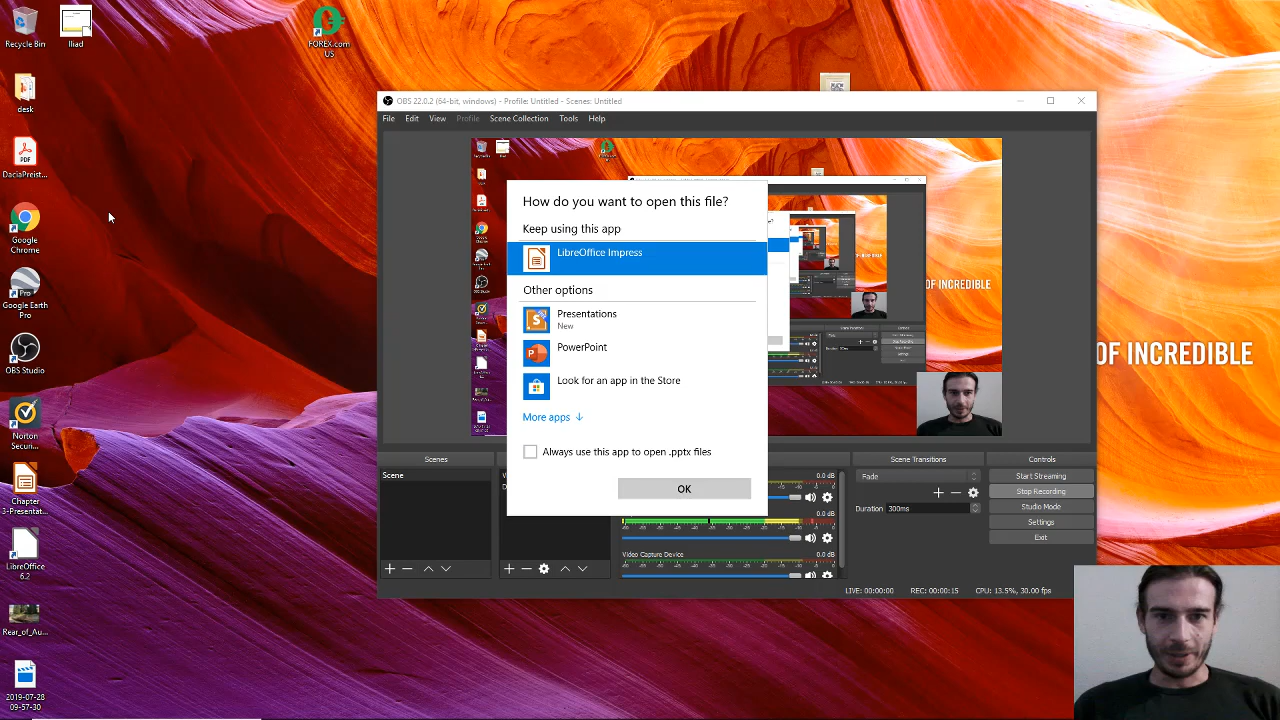 Recycle Bin
Iliad
FOREX.com
US
desk
DaciaPreist...
Google
Chrome
Google Earth
Pro
OBS Studio
Norton
Secun...
Chapter
3-Presentat...
LibreOffice
6.2
Rear_of_Au...
2019-07-28
09-57-30
OBS 22.0.2 (64-bit, windows) - Profile: Untitled - Scenes: Untitled
File Edit View Profile Scene Collection Tools Help
How do you want to open this file?
Keep using this app
LibreOffice Impress
Other options
Presentations
New
PowerPoint
Look for an app in the Store
More apps
Always use this app to open .pptx files
OK
OF INCREDIBLE
OF INCREDIBLE
Scenes
Scene
Scene Transitions
Fade
Duration 300ms
Controls
Start Streaming
Stop Recording
Studio Mode
Settings
Exit
0.0 dB
0.0 dB
Video Capture Device 0.0 dB
LIVE: 00:00:00 REC: 00:00:15 CPU: 13.5%, 30.00 fps